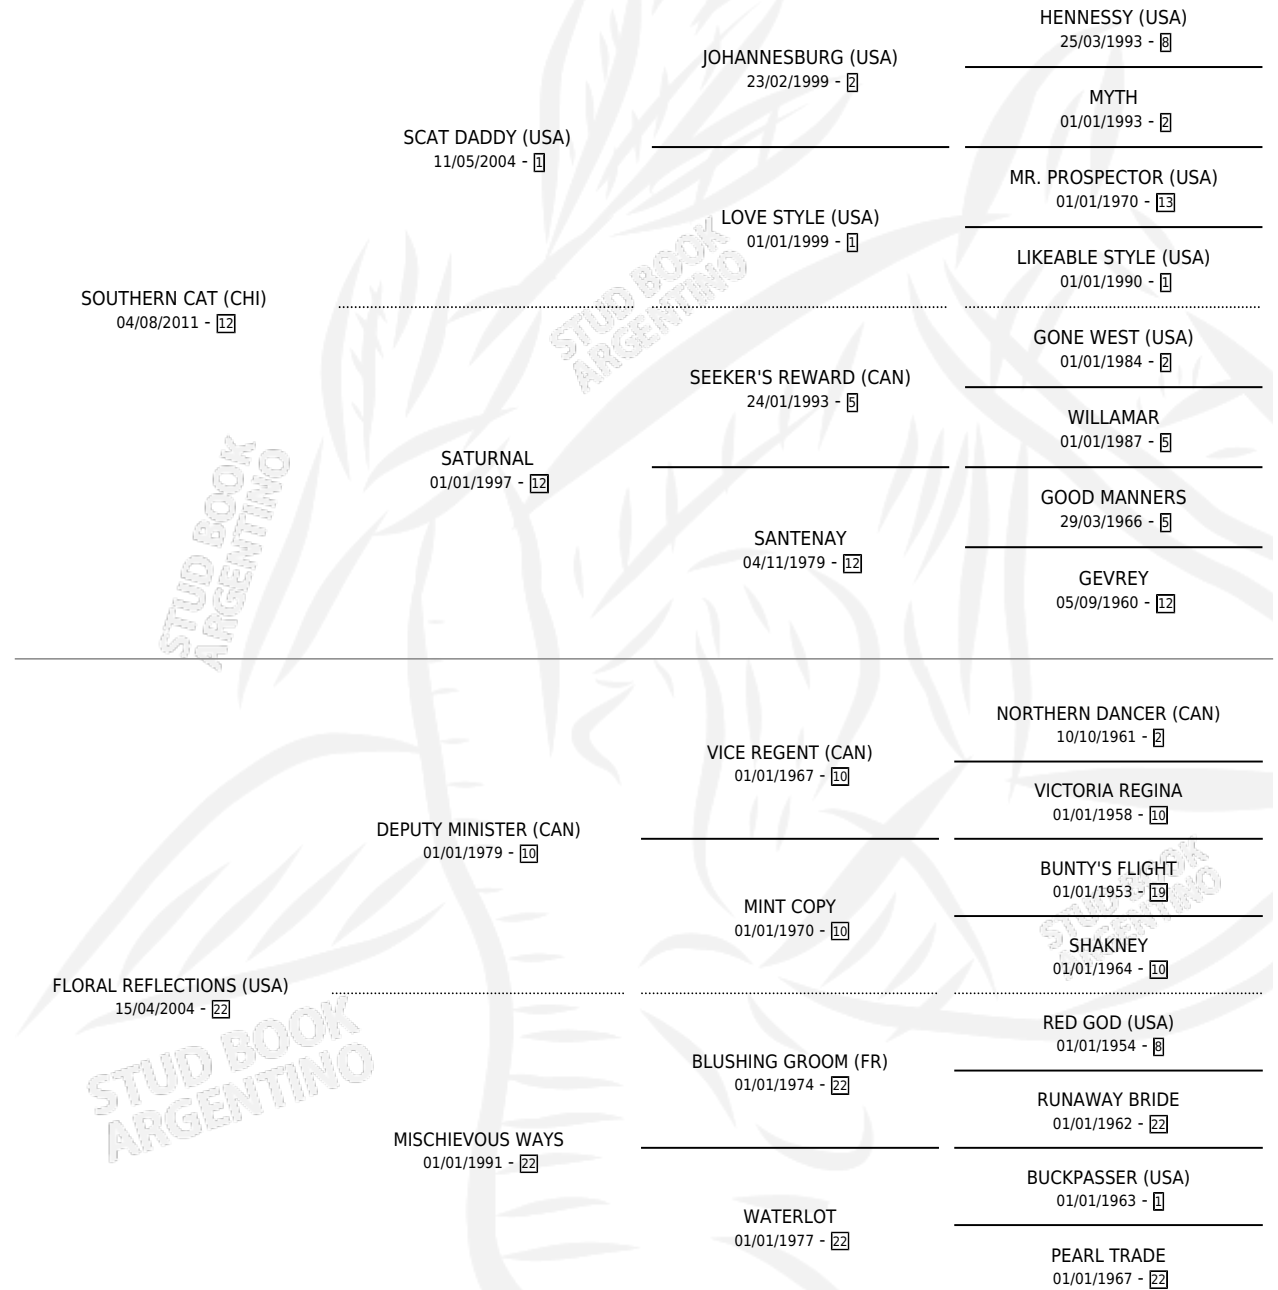 HENNESSY (USA)
25/03/1993 - 8
JOHANNESBURG (USA)
23/02/1999 - 2
MYTH
01/01/1993 - 2
SCAT DADDY (USA)
11/05/2004 - 1
MR. PROSPECTOR (USA)
01/01/1970 - 13
LOVE STYLE (USA)
01/01/1999 - 1
LIKEABLE STYLE (USA)
01/01/1990 - 1
SOUTHERN CAT (CHI)
04/08/2011 - 12
STUD BOOK
ARGENTINO
GONE WEST (USA)
01/01/1984 - 2
SEEKER'S REWARD (CAN)
24/01/1993 - 5
WILLAMAR
01/01/1987 - 5
SATURNAL
01/01/1997 - 12
GOOD MANNERS
29/03/1966 - 5
SANTENAY
04/11/1979 - 12
GEVREY
05/09/1960 - 12
STUD BOOK
ARGENTINO
NORTHERN DANCER (CAN)
10/10/1961 - 2
VICE REGENT (CAN)
01/01/1967 - 10
VICTORIA REGINA
01/01/1958 - 10
DEPUTY MINISTER (CAN)
01/01/1979 - 10
BUNTY'S FLIGHT
01/01/1953 - 19
MINT COPY
01/01/1970 - 10
SHAKNEY
01/01/1964 - 10
STUD BOOK
ARGENTINO
FLORAL REFLECTIONS (USA)
15/04/2004 - 22
RED GOD (USA)
01/01/1954 - 8
BLUSHING GROOM (FR)
01/01/1974 - 22
RUNAWAY BRIDE
01/01/1962 - 22
STUD BOOK
ARGENTINO
MISCHIEVOUS WAYS
01/01/1991 - 22
BUCKPASSER (USA)
01/01/1963 - 1
WATERLOT
01/01/1977 - 22
PEARL TRADE
01/01/1967 - 22